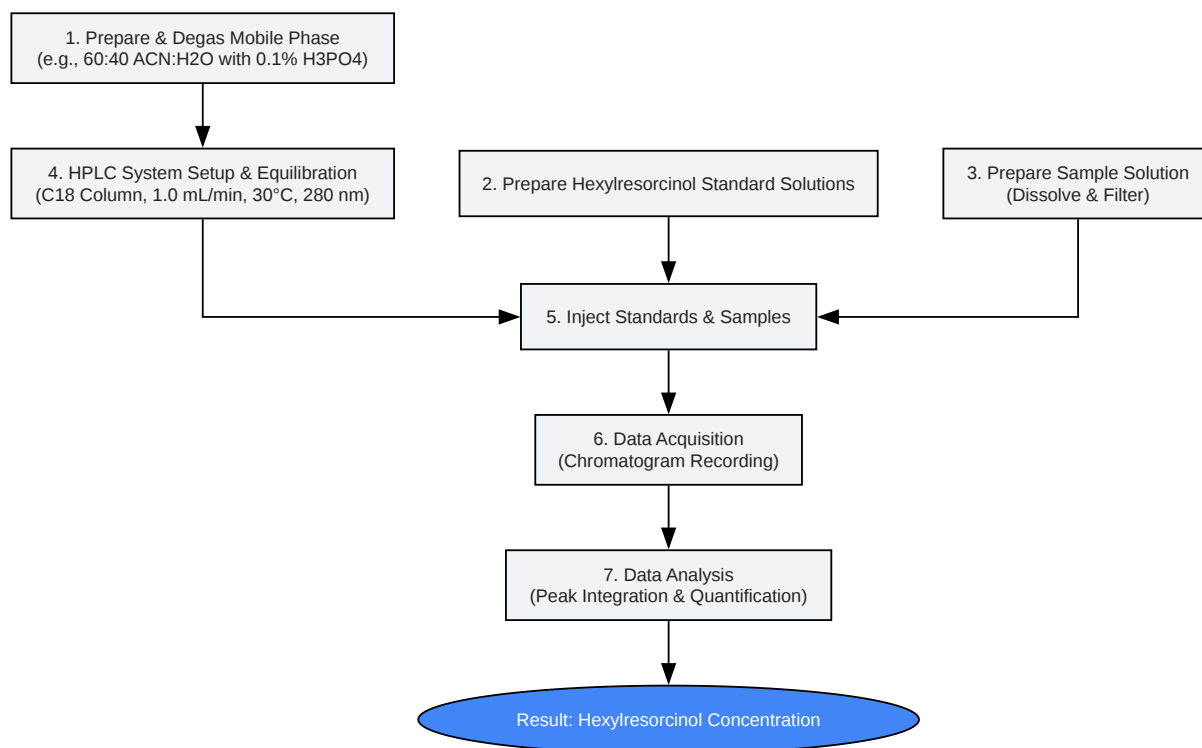 1. Prepare & Degas Mobile Phase
(e.g., 60:40 ACN:H2O with 0.1% H3PO4)
4. HPLC System Setup & Equilibration
(C18 Column, 1.0 mL/min, 30°C, 280 nm)
2. Prepare Hexylresorcinol Standard Solutions
3. Prepare Sample Solution
(Dissolve & Filter)
5. Inject Standards & Samples
6. Data Acquisition
(Chromatogram Recording)
7. Data Analysis
(Peak Integration & Quantification)
Result: Hexylresorcinol Concentration